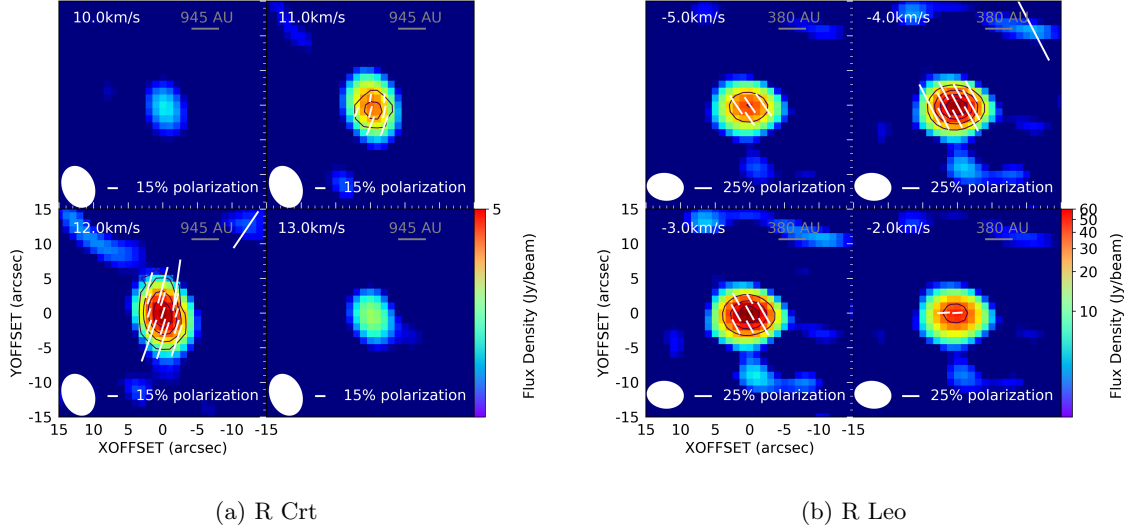 10.0km/s 945 AU
15% polarization
11.0km/s 945 AU
15% polarization
12.0km/s 945 AU
15% polarization
13.0km/s 945 AU
15% polarization
15
10
5
0
-5
-10
-15
YOFFSET (arcsec)
15 10 5 0 -5 -10 -15
XOFFSET (arcsec)
5
Flux Density (Jy/beam)
(a) R Crt
-5.0km/s 380 AU
25% polarization
-4.0km/s 380 AU
25% polarization
-3.0km/s 380 AU
25% polarization
-2.0km/s 380 AU
25% polarization
15
10
5
0
-5
-10
-15
YOFFSET (arcsec)
15 10 5 0 -5 -10 -15
XOFFSET (arcsec)
60
50
40
30
20
10
Flux Density (Jy/beam)
(b) R Leo